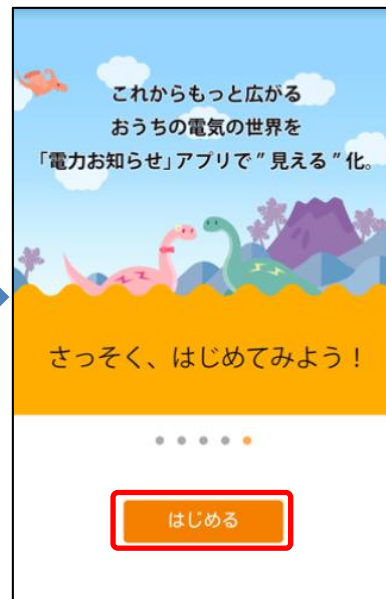 これからもっと広がる
おうちの電気の世界を
「電力お知らせ」アプリで”見える”化。
さっそく、はじめてみよう！
はじめる